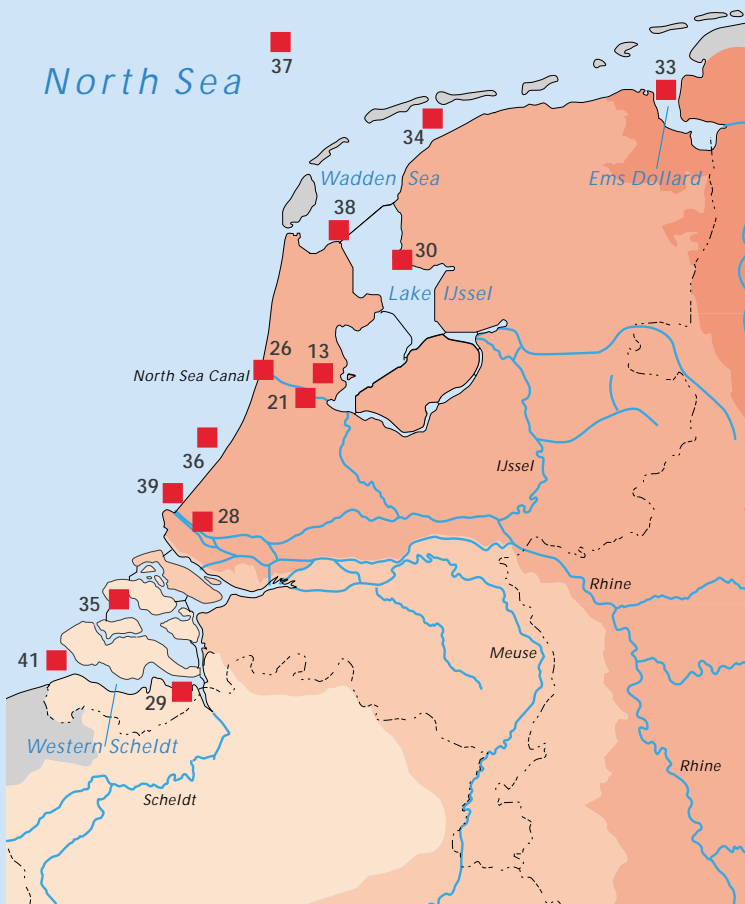 37
North Sea
33
34
Wadden Sea
Ems Dollard
38
30
Lake IJssel
26
13
North Sea Canal
21
36
IJssel
39
28
Rhine
35
Meuse
41
29
Western Scheldt
Rhine
Scheldt